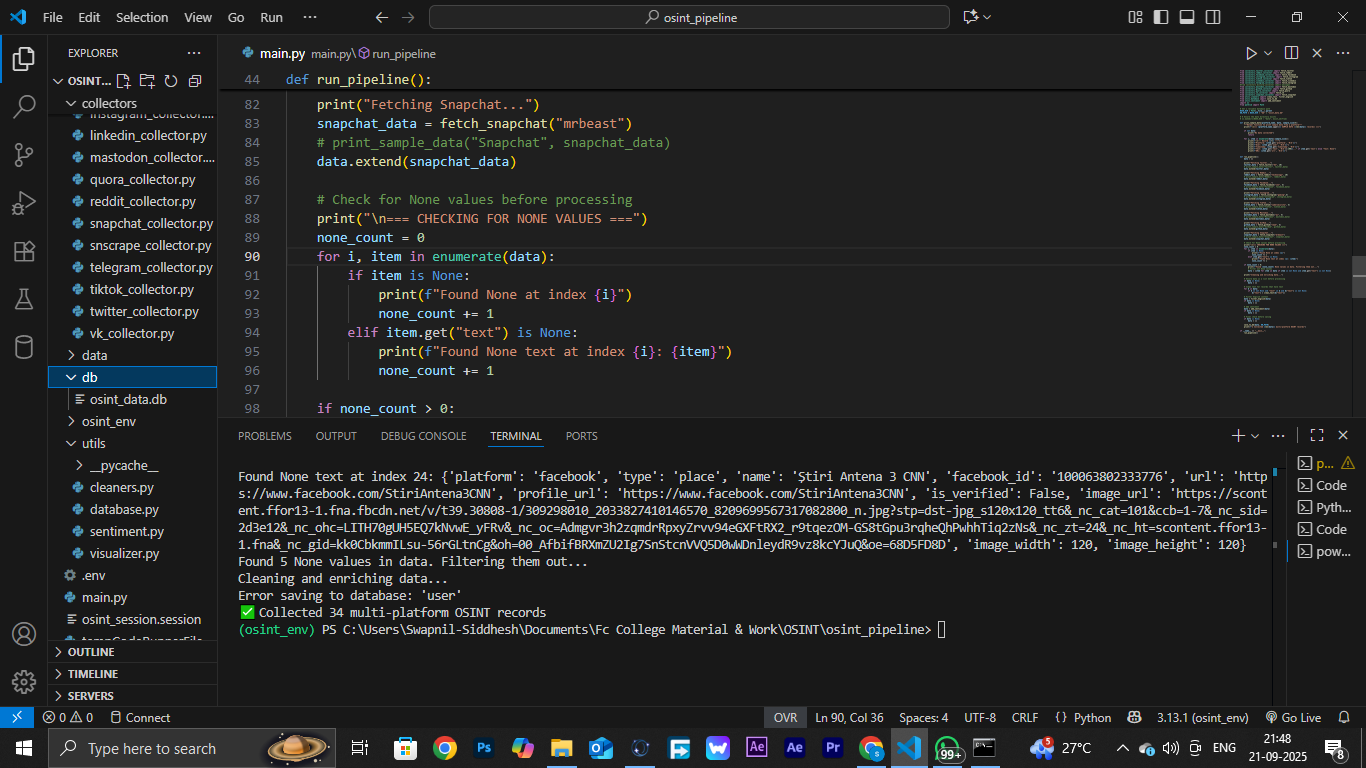 File Edit Selection View Go Run ··· osint_pipeline
EXPLORER ···
OSINT...
collectors
instagram_collector.py
linkedin_collector.py
mastodon_collector....
quora_collector.py
reddit_collector.py
snapchat_collector.py
snscrape_collector.py
telegram_collector.py
tiktok_collector.py
twitter_collector.py
vk_collector.py
data
db
osint_data.db
osint_env
utils
__pycache__
cleaners.py
database.py
sentiment.py
visualizer.py
.env
main.py
osint_session.session
tempCodeRunnerFile
OUTLINE
TIMELINE
SERVERS
main.py main.py\ run_pipeline
44 def run_pipeline():
82 print("Fetching Snapchat...")
83 snapchat_data = fetch_snapchat("mrbeast")
84 # print_sample_data("Snapchat", snapchat_data)
85 data.extend(snapchat_data)
86
87 # Check for None values before processing
88 print("\n=== CHECKING FOR NONE VALUES ===")
89 none_count = 0
90 for i, item in enumerate(data):
91 if item is None:
92 print(f"Found None at index {i}")
93 none_count += 1
94 elif item.get("text") is None:
95 print(f"Found None text at index {i}: {item}")
96 none_count += 1
97
98 if none_count > 0:
PROBLEMS OUTPUT DEBUG CONSOLE TERMINAL PORTS
Found None text at index 24: {'platform': 'facebook', 'type': 'place', 'name': 'Știri Antena 3 CNN', 'facebook_id': '100063802333776', 'url': 'http
s://www.facebook.com/StiriAntena3CNN', 'profile_url': 'https://www.facebook.com/StiriAntena3CNN', 'is_verified': False, 'image_url': 'https://scont
ent.ffor13-1.fna.fbcdn.net/v/t39.30808-1/309298010_2033827410146570_8209699567317082800_n.jpg?stp=dst-jpg_s120x120_tt6&_nc_cat=101&ccb=1-7&_nc_sid=
2d3e12&_nc_ohc=LITH70gUH5EQ7kNvwE_yFRv&_nc_oc=Admgvr3h2zqmdrRpxyZrvv94eGXFtRX2_r9tqezOM-GS8tGpu3rqheQhPwhhTiq2zNs&_nc_zt=24&_nc_ht=scontent.ffor13-
1.fna&_nc_gid=kk0CbkmmILsu-56rGLtnCg&oh=00_AfbifBRXmZU2Ig7SnStcnVVQ5D0wWDnleydR9vz8kcYJuQ&oe=68D5FD8D', 'image_width': 120, 'image_height': 120}
Found 5 None values in data. Filtering them out...
Cleaning and enriching data...
Error saving to database: 'user'
✅ Collected 34 multi-platform OSINT records
(osint_env) PS C:\Users\Swapnil-Siddhesh\Documents\Fc College Material & Work\OSINT\osint_pipeline>
p...
Code
Pyth...
Code
pow...
0 0 Connect OVR Ln 90, Col 36 Spaces: 4 UTF-8 CRLF {} Python 3.13.1 (osint_env) Go Live
Type here to search Ps Ae Ae Pr 99+ 5 27°C ENG 21:48
21-09-2025 8